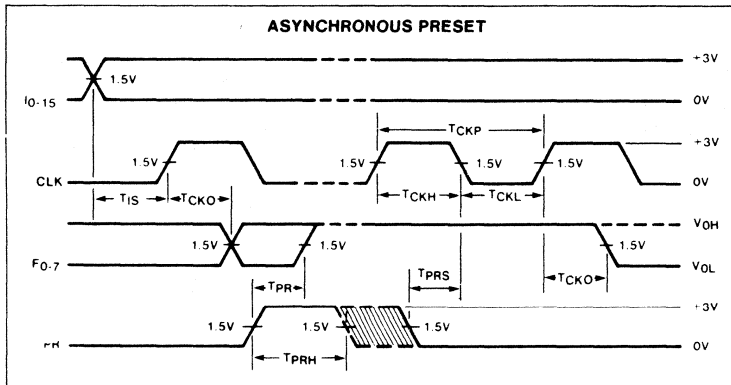 ASYNCHRONOUS PRESET
+3V
1.5V
I0-15
0V
TCKP
+3V
1.5V
1.5V
1.5V
CLK
0V
TIS
TCKO
TCKH
TCKL
VOH
1.5V
1.5V
1.5V
F0-7
VOL
TPR
TPRS
TCKO
+3V
1.5V
1.5V
1.5V
PR
0V
TPRH